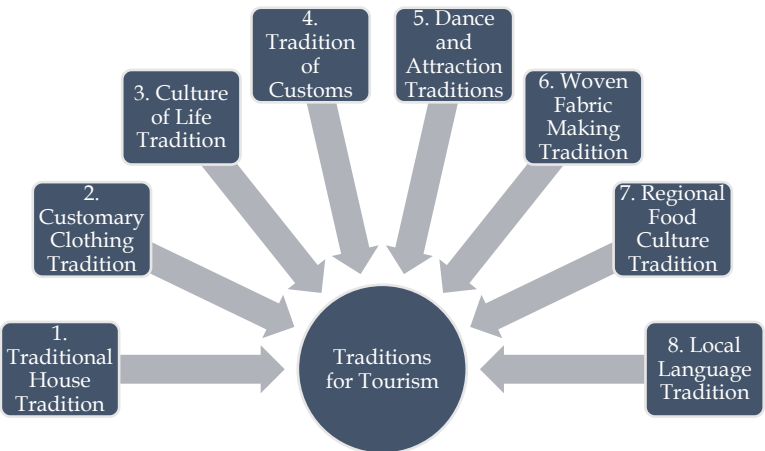 1.
Traditional
House
Tradition
2.
Customary
Clothing
Tradition
3. Culture
of Life
Tradition
4.
Tradition
of
Customs
5. Dance
and
Attraction
Traditions
6. Woven
Fabric
Making
Tradition
7. Regional
Food
Culture
Tradition
8. Local
Language
Tradition
Traditions
for Tourism